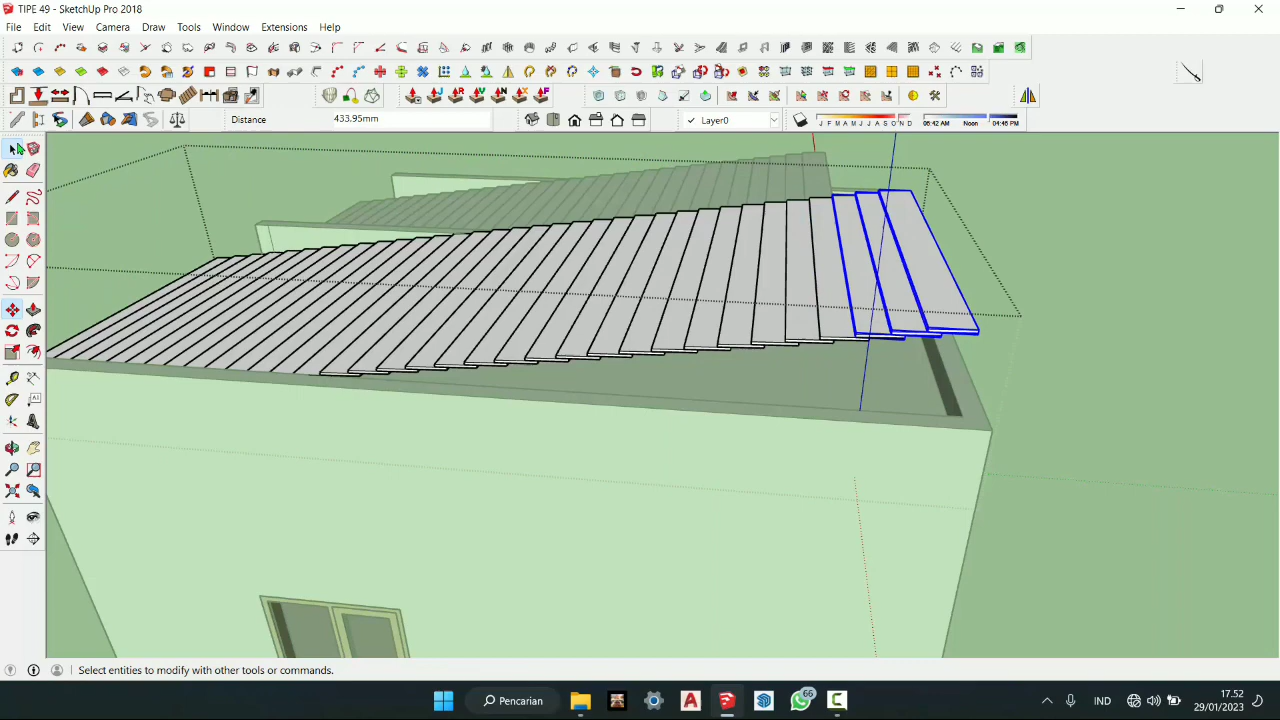 TIPE 49 - SketchUp Pro 2018
File Edit View Camera Draw Tools Window Extensions Help
Distance 433.95mm Layer0 J F M A M J J A S O N D 06:42 AM Noon 04:46 PM
Select entities to modify with other tools or commands.
Pencarian
66
IND
17.52
29/01/2023